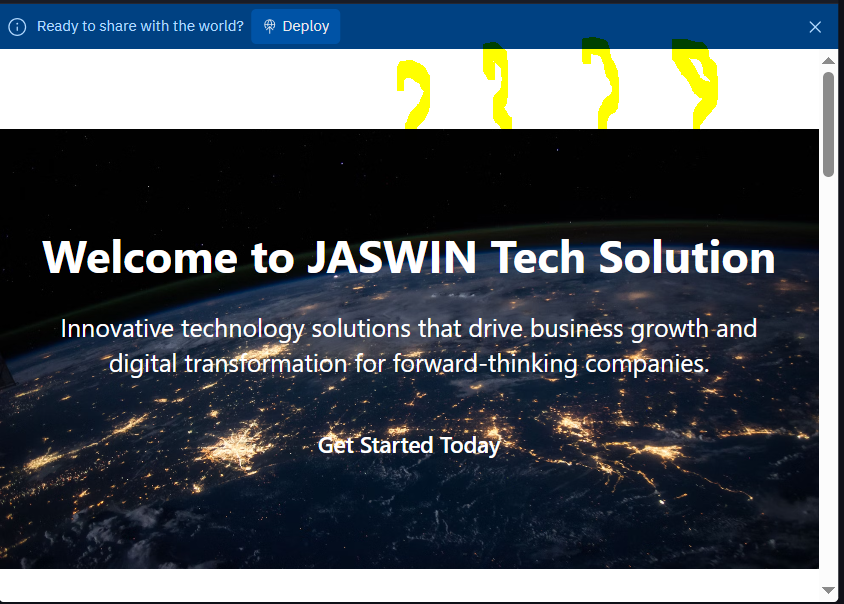 Ready to share with the world? Deploy
Welcome to JASWIN Tech Solution
Innovative technology solutions that drive business growth and
digital transformation for forward-thinking companies.
Get Started Today